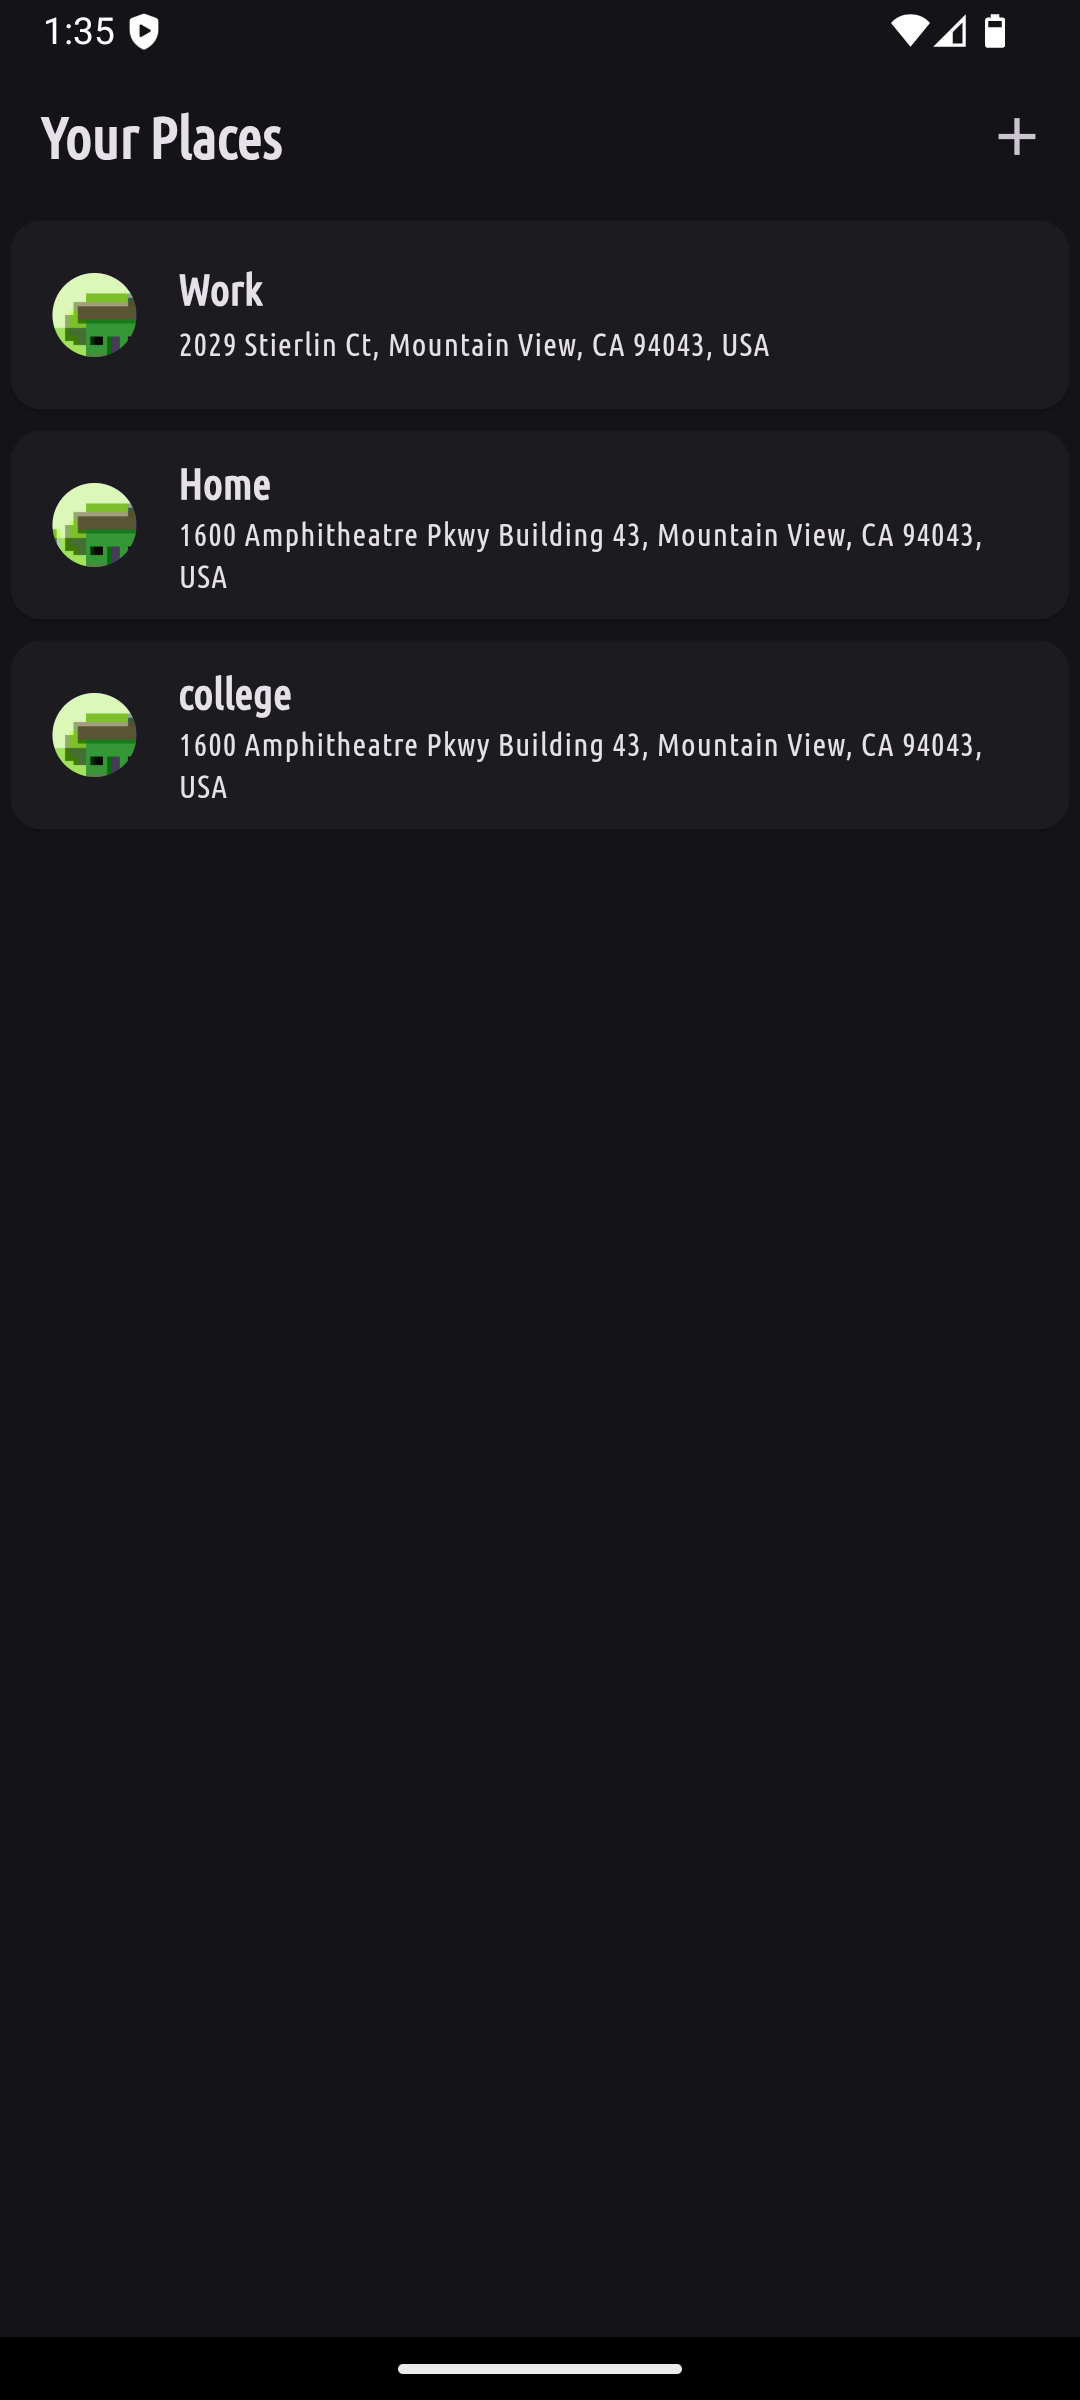 1:35
Your Places
Work
2029 Stierlin Ct, Mountain View, CA 94043, USA
Home
1600 Amphitheatre Pkwy Building 43, Mountain View, CA 94043,
USA
college
1600 Amphitheatre Pkwy Building 43, Mountain View, CA 94043,
USA